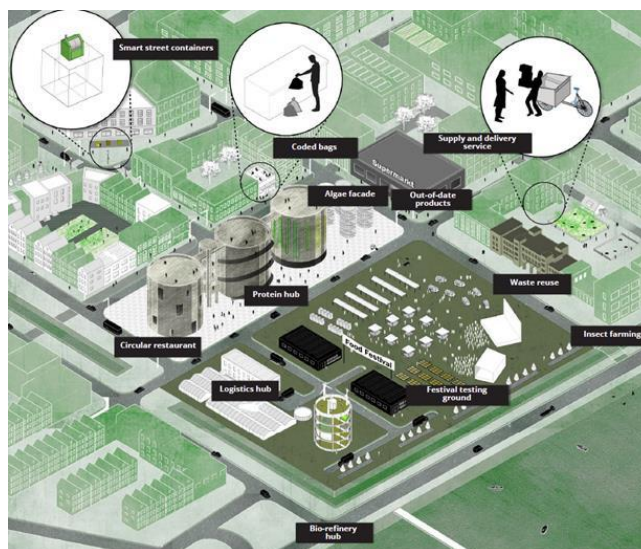 Smart street containers
Coded bags
Supply and delivery
service
Supermarkt
Algae facade
Out-of-date
products
Waste reuse
Protein hub
Insect farming
Circular restaurant
Food Festival
Logistics hub
Festival testing
ground
Bio-refinery
hub